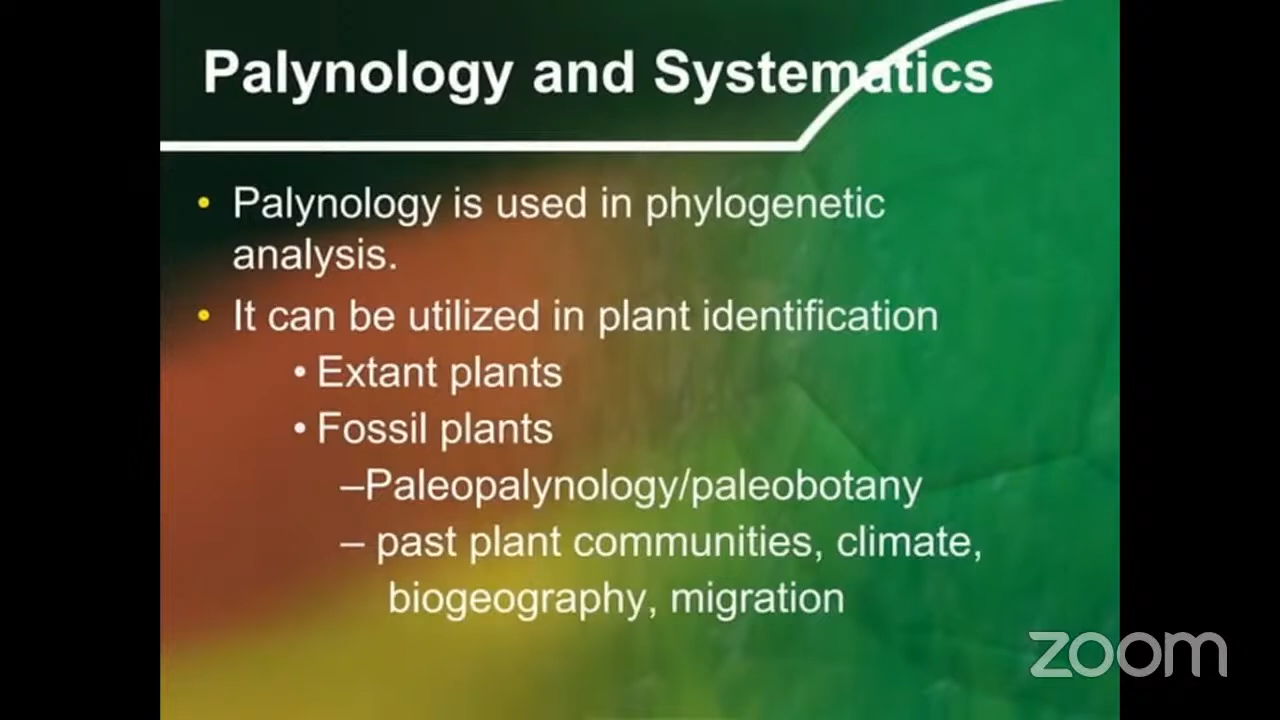 Palynology and Systematics
• Palynology is used in phylogenetic
analysis.
• It can be utilized in plant identification
• Extant plants
• Fossil plants
–Paleopalynology/paleobotany
– past plant communities, climate,
biogeography, migration
zoom